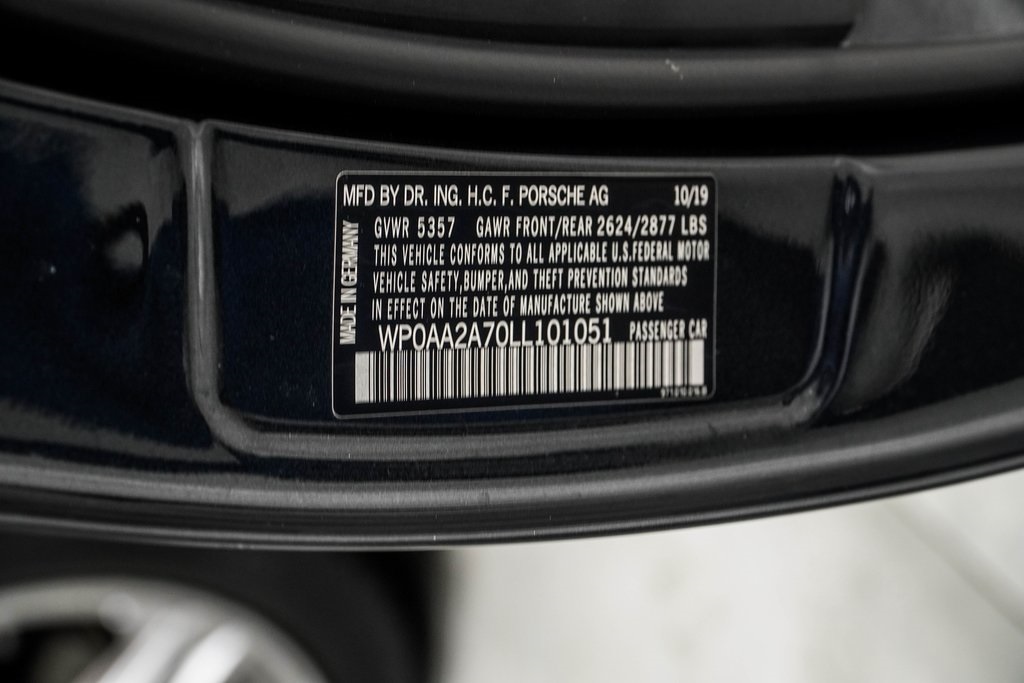 MFD BY DR. ING. H.C. F. PORSCHE AG 10/19
GVWR 5357 GAWR FRONT/REAR 2624/2877 LBS
THIS VEHICLE CONFORMS TO ALL APPLICABLE U.S.FEDERAL MOTOR
VEHICLE SAFETY,BUMPER,AND THEFT PREVENTION STANDARDS
IN EFFECT ON THE DATE OF MANUFACTURE SHOWN ABOVE
WP0AA2A70LL101051 PASSENGER CAR
MADE IN GERMANY